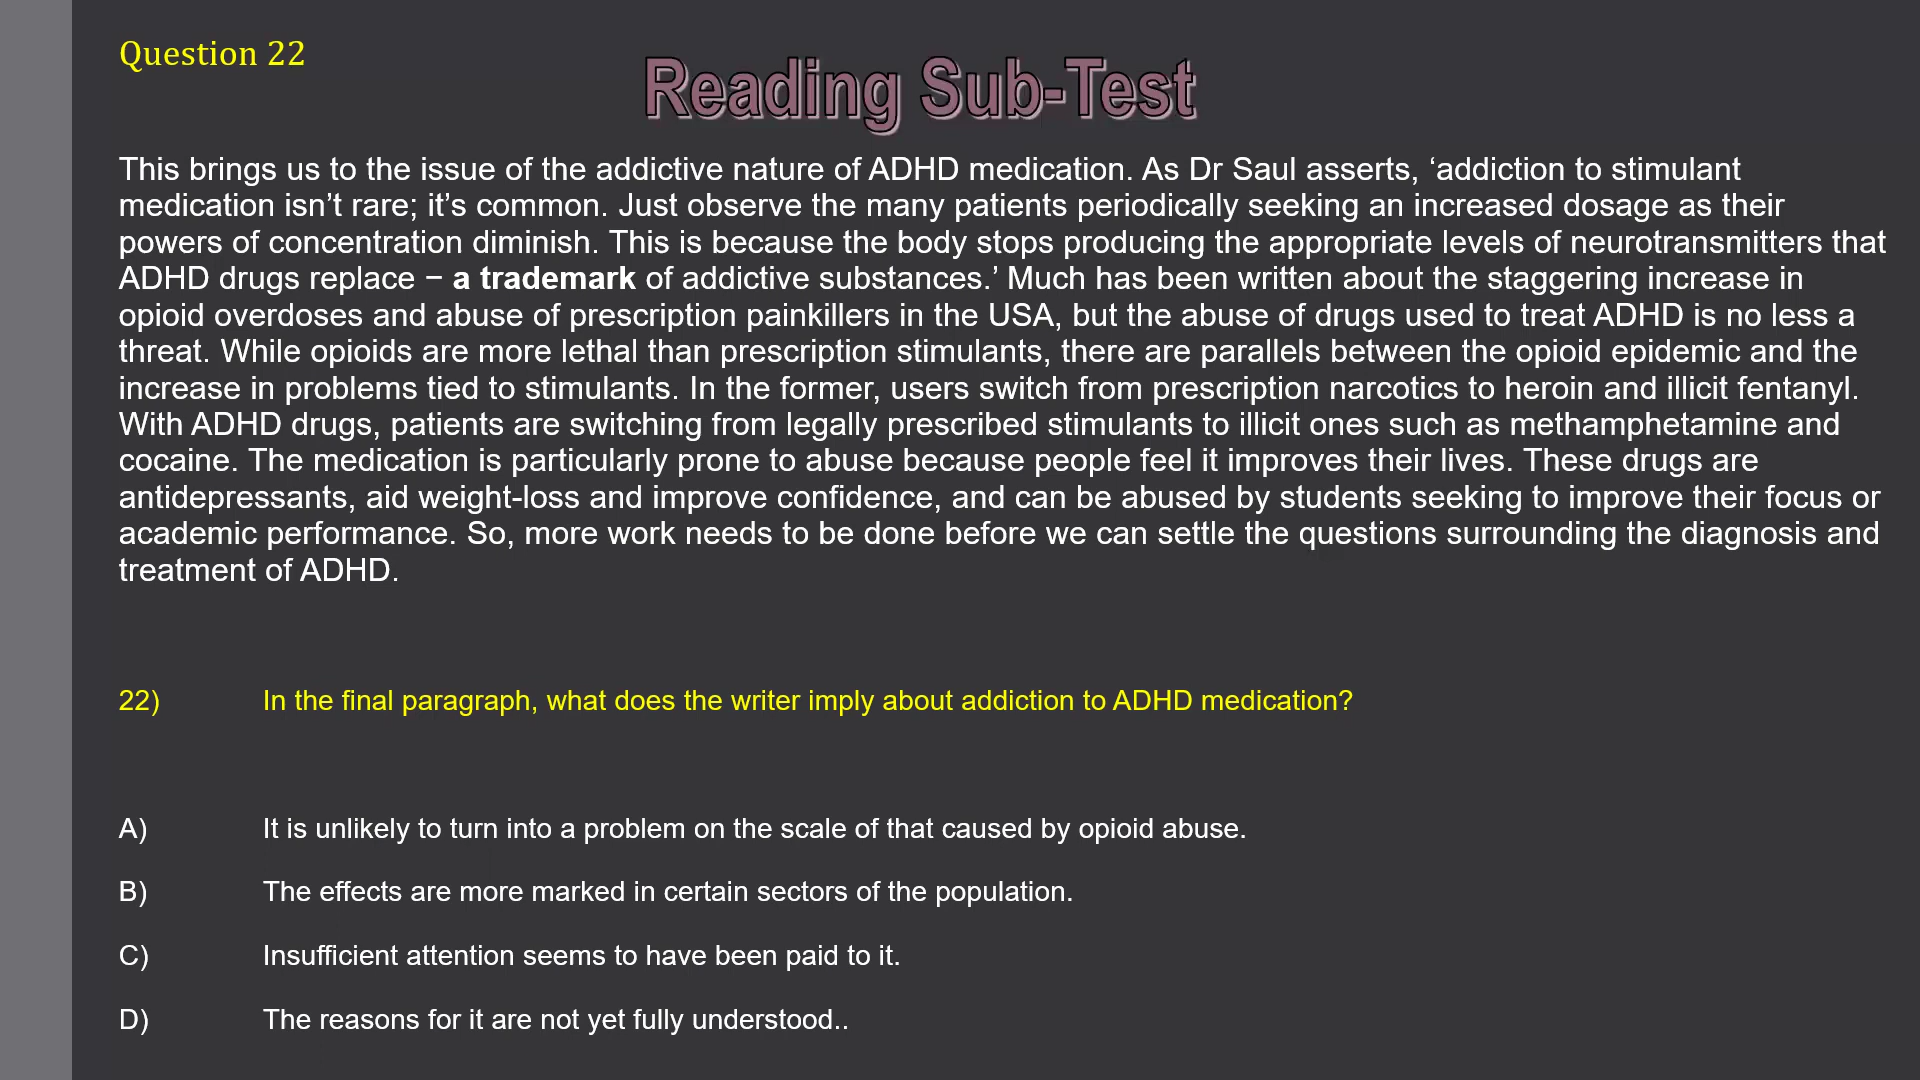 Question 22
Reading Sub-Test
This brings us to the issue of the addictive nature of ADHD medication. As Dr Saul asserts, ‘addiction to stimulant
medication isn’t rare; it’s common. Just observe the many patients periodically seeking an increased dosage as their
powers of concentration diminish. This is because the body stops producing the appropriate levels of neurotransmitters that
ADHD drugs replace − a trademark of addictive substances.’ Much has been written about the staggering increase in
opioid overdoses and abuse of prescription painkillers in the USA, but the abuse of drugs used to treat ADHD is no less a
threat. While opioids are more lethal than prescription stimulants, there are parallels between the opioid epidemic and the
increase in problems tied to stimulants. In the former, users switch from prescription narcotics to heroin and illicit fentanyl.
With ADHD drugs, patients are switching from legally prescribed stimulants to illicit ones such as methamphetamine and
cocaine. The medication is particularly prone to abuse because people feel it improves their lives. These drugs are
antidepressants, aid weight-loss and improve confidence, and can be abused by students seeking to improve their focus or
academic performance. So, more work needs to be done before we can settle the questions surrounding the diagnosis and
treatment of ADHD.
22) In the final paragraph, what does the writer imply about addiction to ADHD medication?
A) It is unlikely to turn into a problem on the scale of that caused by opioid abuse.
B) The effects are more marked in certain sectors of the population.
C) Insufficient attention seems to have been paid to it.
D) The reasons for it are not yet fully understood..